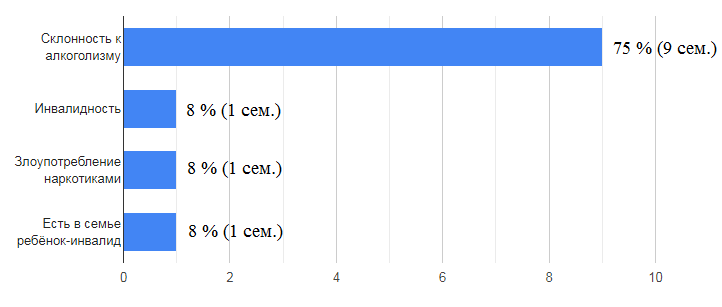 Склонность к
алкоголизму
75 % (9 сем.)
Инвалидность
8 % (1 сем.)
Злоупотребление
наркотиками
8 % (1 сем.)
Есть в семье
ребёнок-инвалид
8 % (1 сем.)
0 2 4 6 8 10